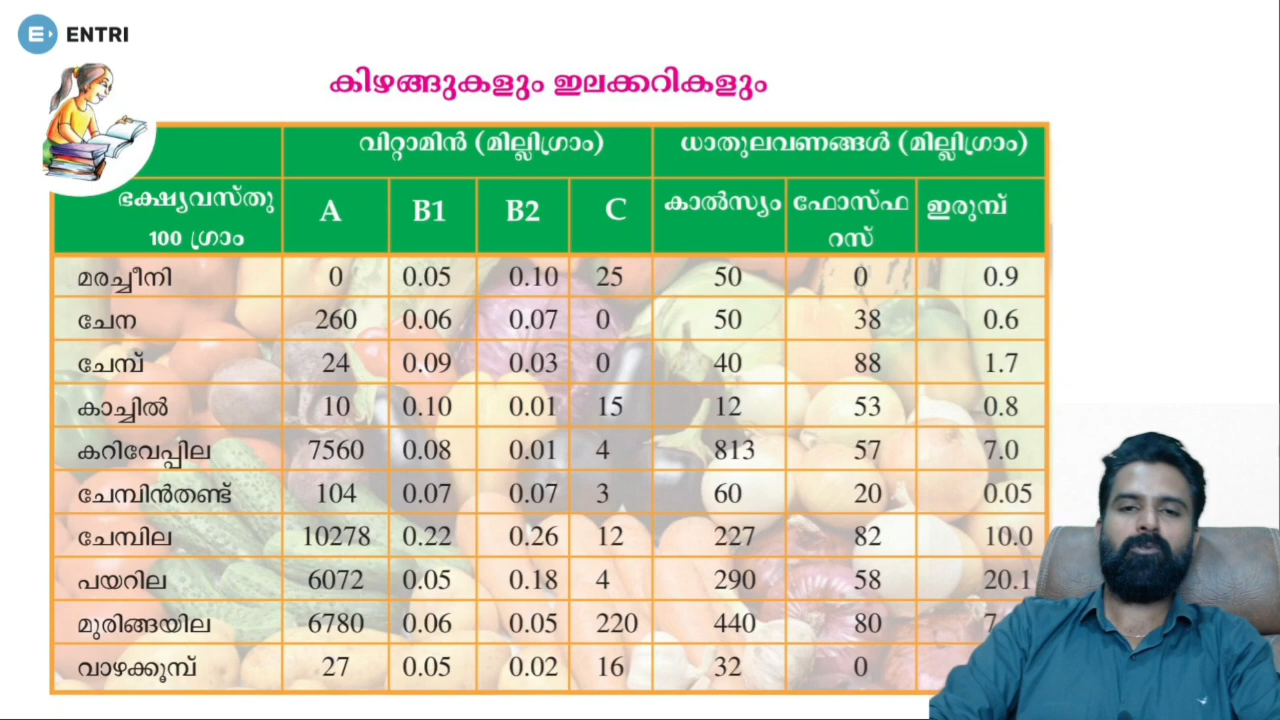 ENTRI
കിഴങ്ങുകളും ഇലക്കറികളും
വിറ്റാമിൻ (മില്ലിഗ്രാം) ധാതുലവണങ്ങൾ (മില്ലിഗ്രാം)
ഭക്ഷ്യവസ്തു 100 ഗ്രാം A B1 B2 C കാൽസ്യം ഫോസ്ഫറസ് ഇരുമ്പ്
മരച്ചീനി 0 0.05 0.10 25 50 0 0.9
ചേന 260 0.06 0.07 0 50 38 0.6
ചേമ്പ് 24 0.09 0.03 0 40 88 1.7
കാച്ചിൽ 10 0.10 0.01 15 12 53 0.8
കറിവേപ്പില 7560 0.08 0.01 4 813 57 7.0
ചേമ്പിൻതണ്ട് 104 0.07 0.07 3 60 20 0.05
ചേമ്പില 10278 0.22 0.26 12 227 82 10.0
പയറില 6072 0.05 0.18 4 290 58 20.1
മുരിങ്ങയില 6780 0.06 0.05 220 440 80
വാഴക്കൂമ്പ് 27 0.05 0.02 16 32 0